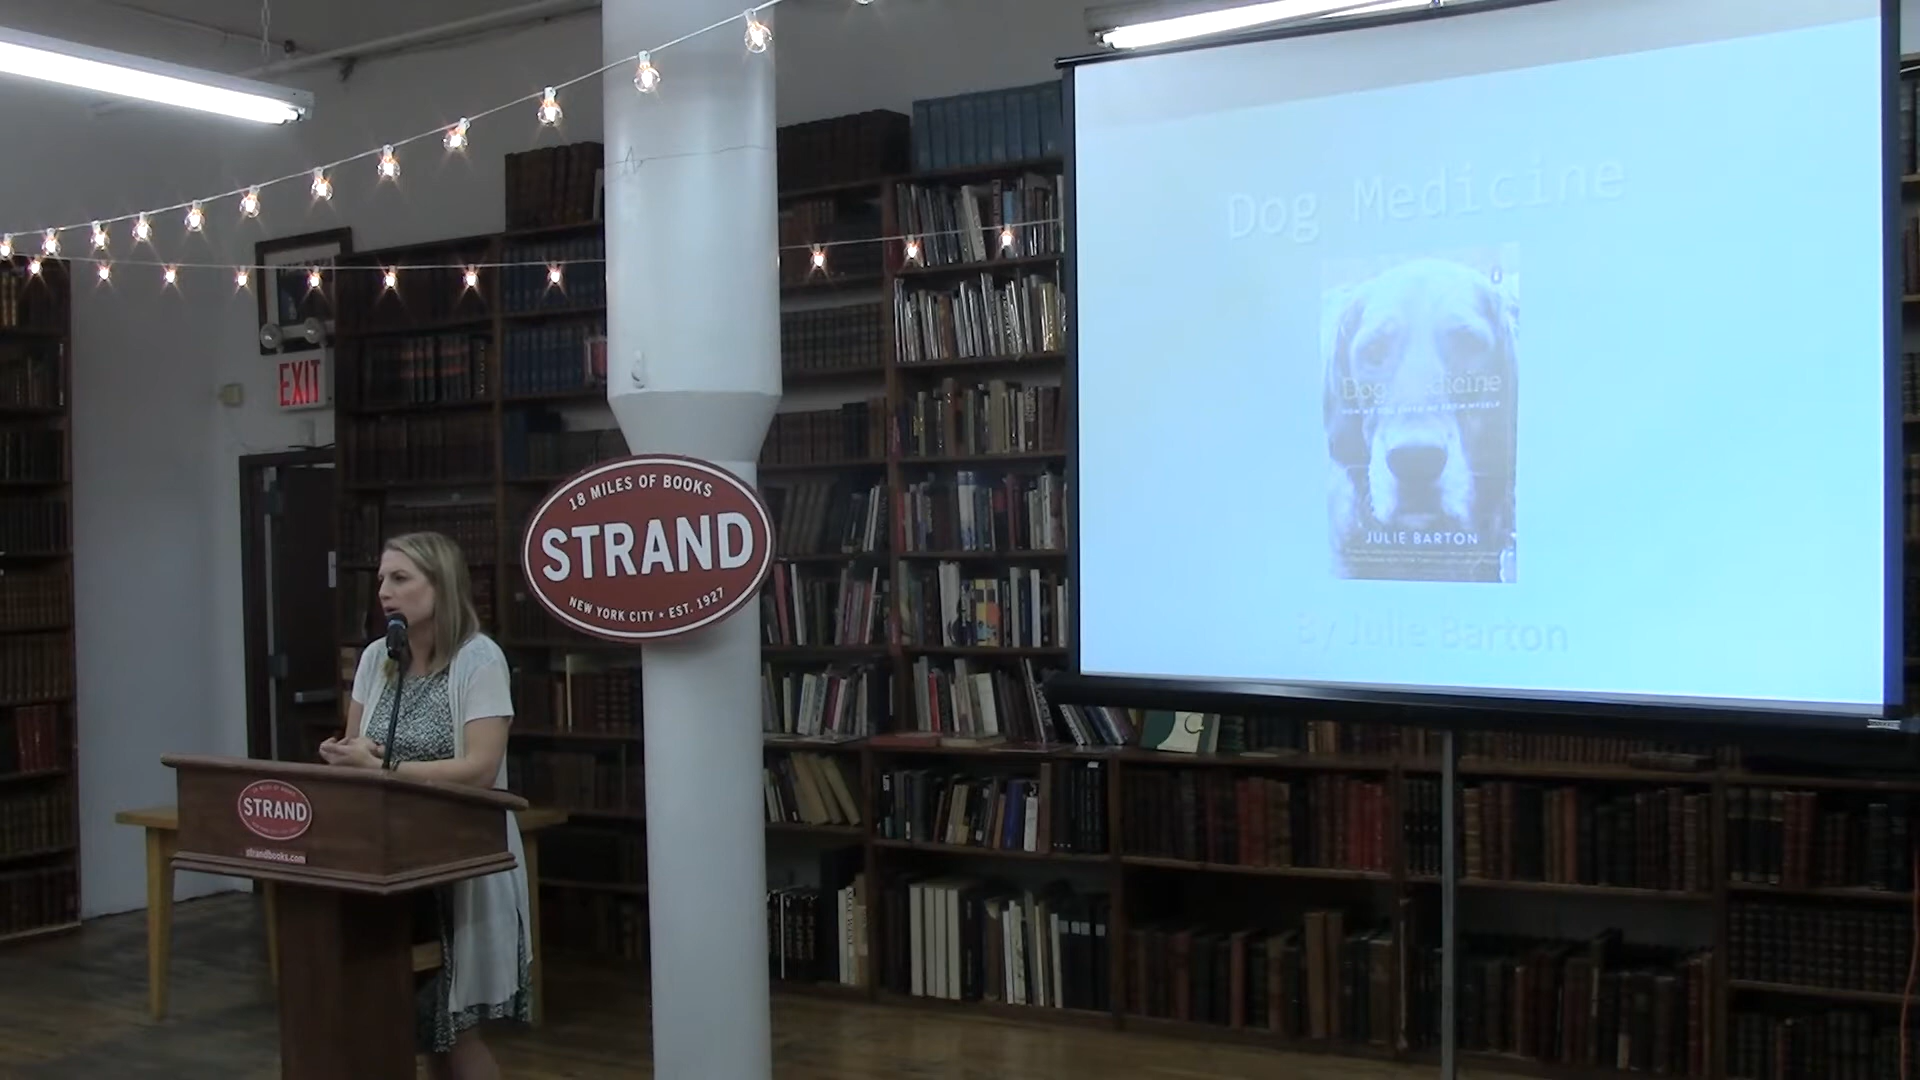 EXIT
18 MILES OF BOOKS
STRAND
NEW YORK CITY • EST. 1927
STRAND
strandbooks.com
Dog Medicine
Dog Medicine
JULIE BARTON
By Julie Barton